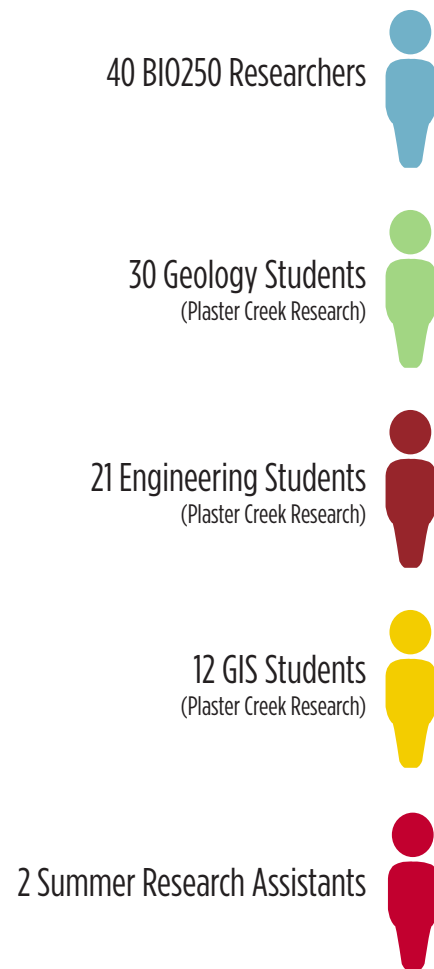 40 BIO250 Researchers
30 Geology Students
(Plaster Creek Research)
21 Engineering Students
(Plaster Creek Research)
12 GIS Students
(Plaster Creek Research)
2 Summer Research Assistants